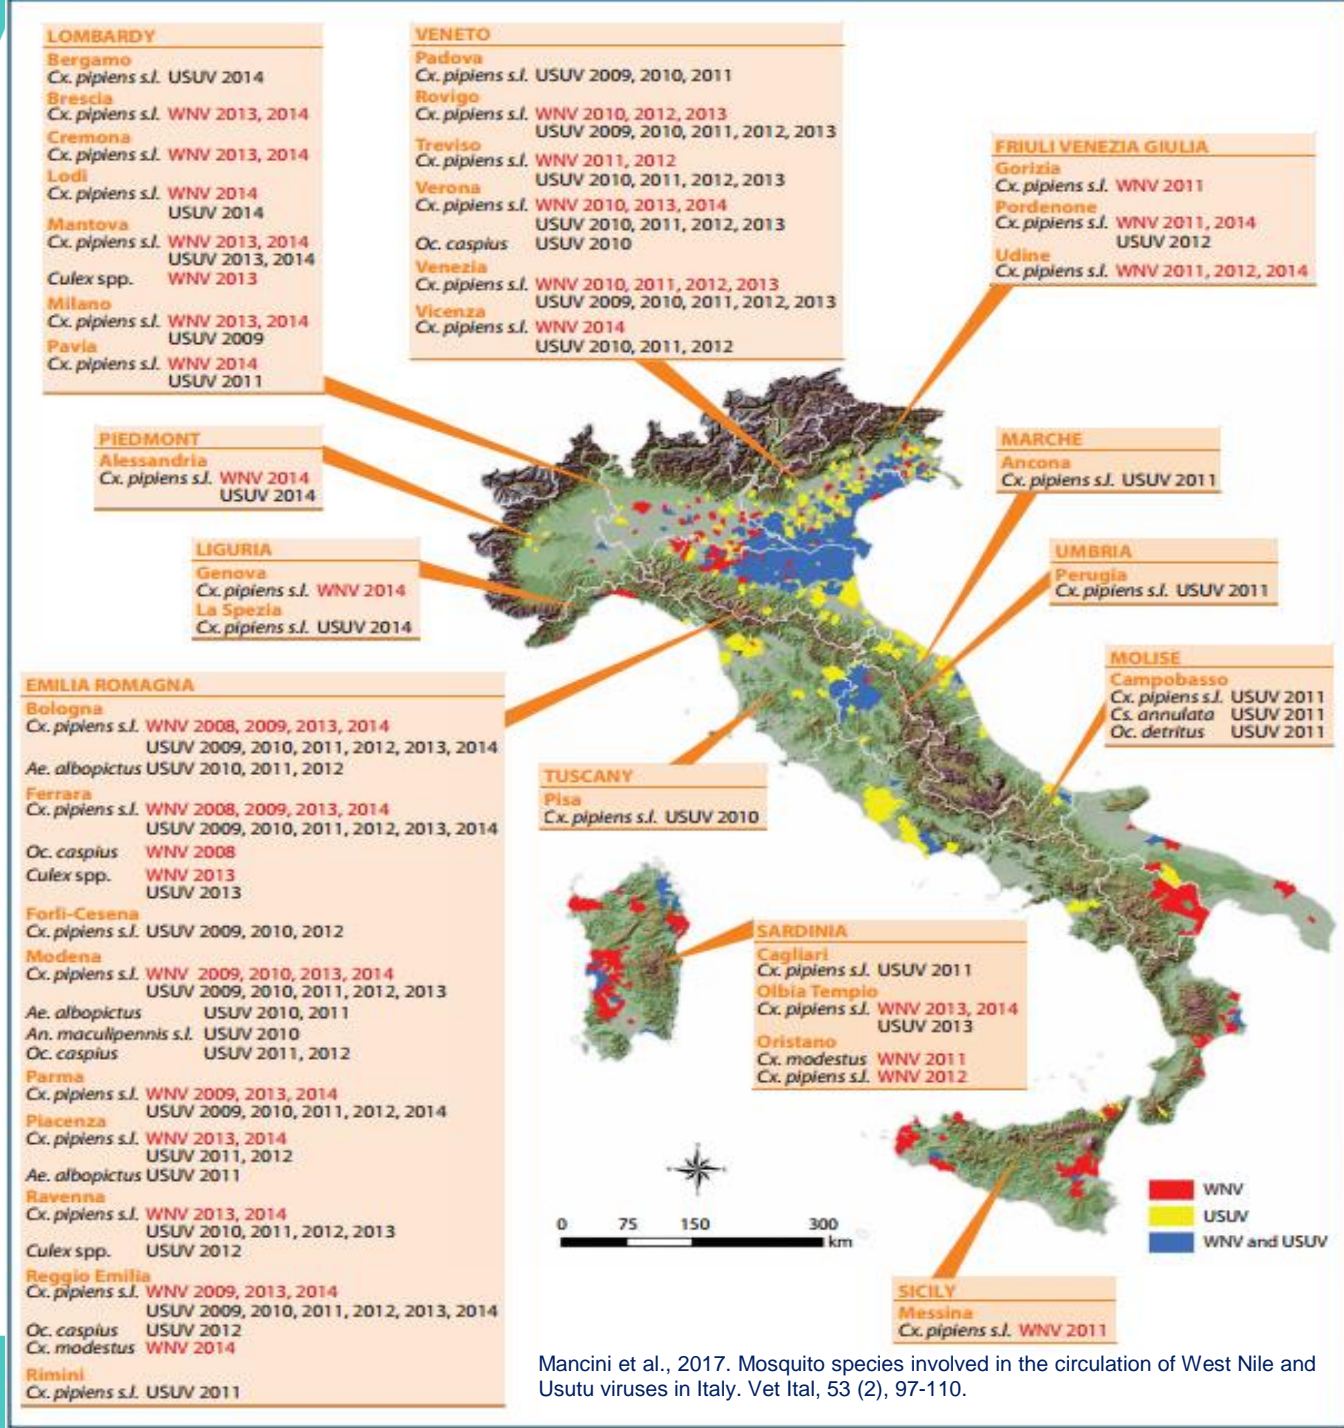 LOMBARDY
Bergamo
Cx. pipiens s.l. USUV 2014
Brescia
Cx. pipiens s.l. WNV 2013, 2014
Cremona
Cx. pipiens s.l. WNV 2013, 2014
Lodi
Cx. pipiens s.l. WNV 2014
USUV 2014
Mantova
Cx. pipiens s.l. WNV 2013, 2014
USUV 2013, 2014
Culex spp. WNV 2013
Milano
Cx. pipiens s.l. WNV 2013, 2014
USUV 2009
Pavia
Cx. pipiens s.l. WNV 2014
USUV 2011
VENETO
Padova
Cx. pipiens s.l. USUV 2009, 2010, 2011
Rovigo
Cx. pipiens s.l. WNV 2010, 2012, 2013
USUV 2009, 2010, 2011, 2012, 2013
Treviso
Cx. pipiens s.l. WNV 2011, 2012
USUV 2010, 2011, 2012, 2013
Verona
Cx. pipiens s.l. WNV 2010, 2013, 2014
USUV 2010, 2011, 2012, 2013
Oc. caspius USUV 2010
Venezia
Cx. pipiens s.l. WNV 2010, 2011, 2012, 2013
USUV 2009, 2010, 2011, 2012, 2013
Vicenza
Cx. pipiens s.l. WNV 2014
USUV 2010, 2011, 2012
FRIULI VENEZIA GIULIA
Gorizia
Cx. pipiens s.l. WNV 2011
Pordenone
Cx. pipiens s.l. WNV 2011, 2014
USUV 2012
Udine
Cx. pipiens s.l. WNV 2011, 2012, 2014
PIEDMONT
Alessandria
Cx. pipiens s.l. WNV 2014
USUV 2014
MARCHE
Ancona
Cx. pipiens s.l. USUV 2011
LIGURIA
Genova
Cx. pipiens s.l. WNV 2014
La Spezia
Cx. pipiens s.l. USUV 2014
UMBRIA
Perugia
Cx. pipiens s.l. USUV 2011
MOLISE
Campobasso
Cx. pipiens s.l. USUV 2011
Cs. annulata USUV 2011
Oc. detritus USUV 2011
EMILIA ROMAGNA
Bologna
Cx. pipiens s.l. WNV 2008, 2009, 2013, 2014
USUV 2009, 2010, 2011, 2012, 2013, 2014
Ae. albopictus USUV 2010, 2011, 2012
Ferrara
Cx. pipiens s.l. WNV 2008, 2009, 2013, 2014
USUV 2009, 2010, 2011, 2012, 2013, 2014
Oc. caspius WNV 2008
Culex spp. WNV 2013
USUV 2013
Forlì-Cesena
Cx. pipiens s.l. USUV 2009, 2010, 2012
Modena
Cx. pipiens s.l. WNV 2009, 2010, 2013, 2014
USUV 2009, 2010, 2011, 2012, 2013
Ae. albopictus USUV 2010, 2011
An. maculipennis s.l. USUV 2010
Oc. caspius USUV 2011, 2012
Parma
Cx. pipiens s.l. WNV 2009, 2013, 2014
USUV 2009, 2010, 2011, 2012, 2014
Piacenza
Cx. pipiens s.l. WNV 2013, 2014
USUV 2011, 2012
Ae. albopictus USUV 2011
Ravenna
Cx. pipiens s.l. WNV 2013, 2014
USUV 2010, 2011, 2012, 2013
Culex spp. USUV 2012
Reggio Emilia
Cx. pipiens s.l. WNV 2009, 2013, 2014
USUV 2009, 2010, 2011, 2012, 2013, 2014
Oc. caspius USUV 2012
Cx. modestus WNV 2014
Rimini
Cx. pipiens s.l. USUV 2011
TUSCANY
Pisa
Cx. pipiens s.l. USUV 2010
SARDINIA
Cagliari
Cx. pipiens s.l. USUV 2011
Olbia Tempio
Cx. pipiens s.l. WNV 2013, 2014
USUV 2013
Oristano
Cx. modestus WNV 2011
Cx. pipiens s.l. WNV 2012
0 75 150 300
km
WNV
USUV
WNV and USUV
SICILY
Messina
Cx. pipiens s.l. WNV 2011
Mancini et al., 2017. Mosquito species involved in the circulation of West Nile and
Usutu viruses in Italy. Vet Ital, 53 (2), 97-110.